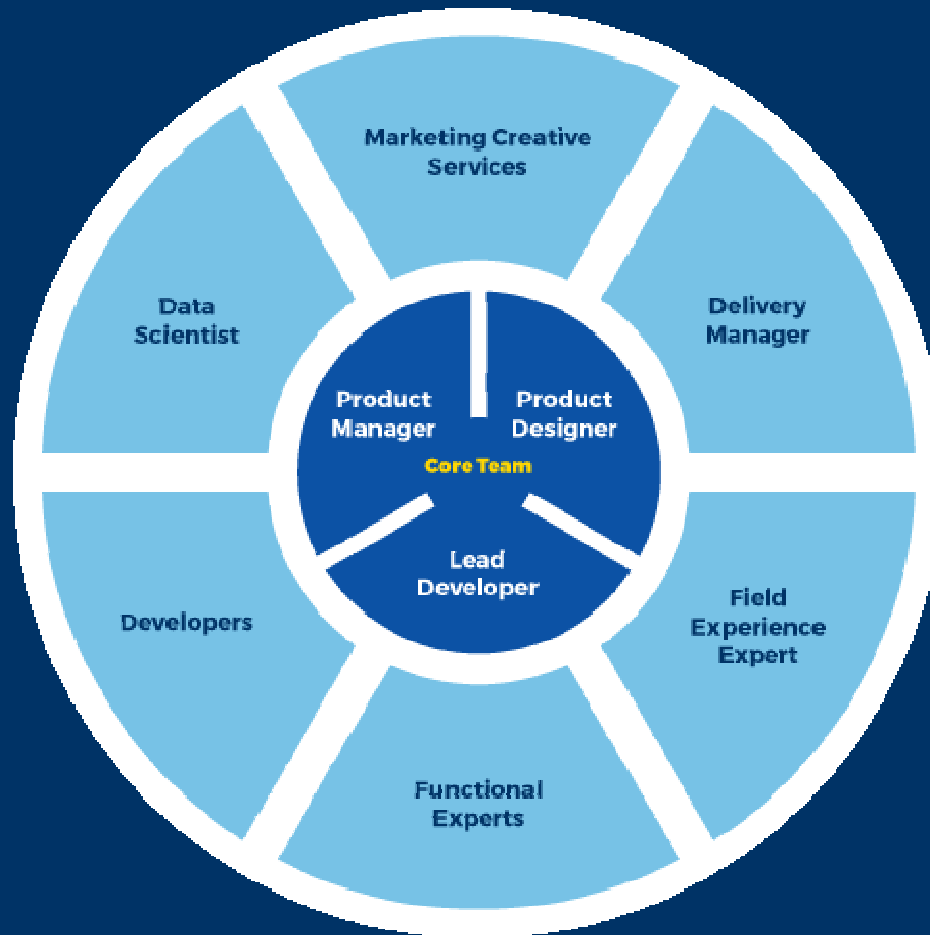 Marketing Creative
Services
Data
Scientist
Delivery
Manager
Product
Manager
Product
Designer
Core Team
Lead
Developer
Developers
Field
Experience
Expert
Functional
Experts